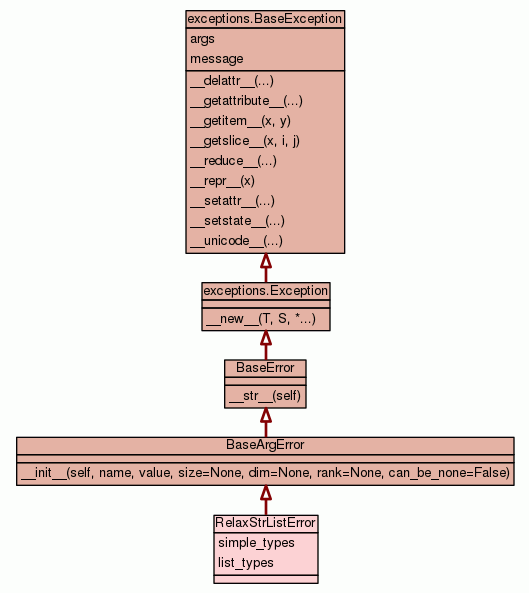 exceptions.BaseException
args
message
__delattr__(...)
__getattribute__(...)
__getitem__(x, y)
__getslice__(x, i, j)
__reduce__(...)
__repr__(x)
__setattr__(...)
__setstate__(...)
__unicode__(...)
exceptions.Exception
__new__(T, S, *...)
BaseError
__str__(self)
BaseArgError
__init__(self, name, value, size=None, dim=None, rank=None, can_be_none=False)
RelaxStrListError
simple_types
list_types